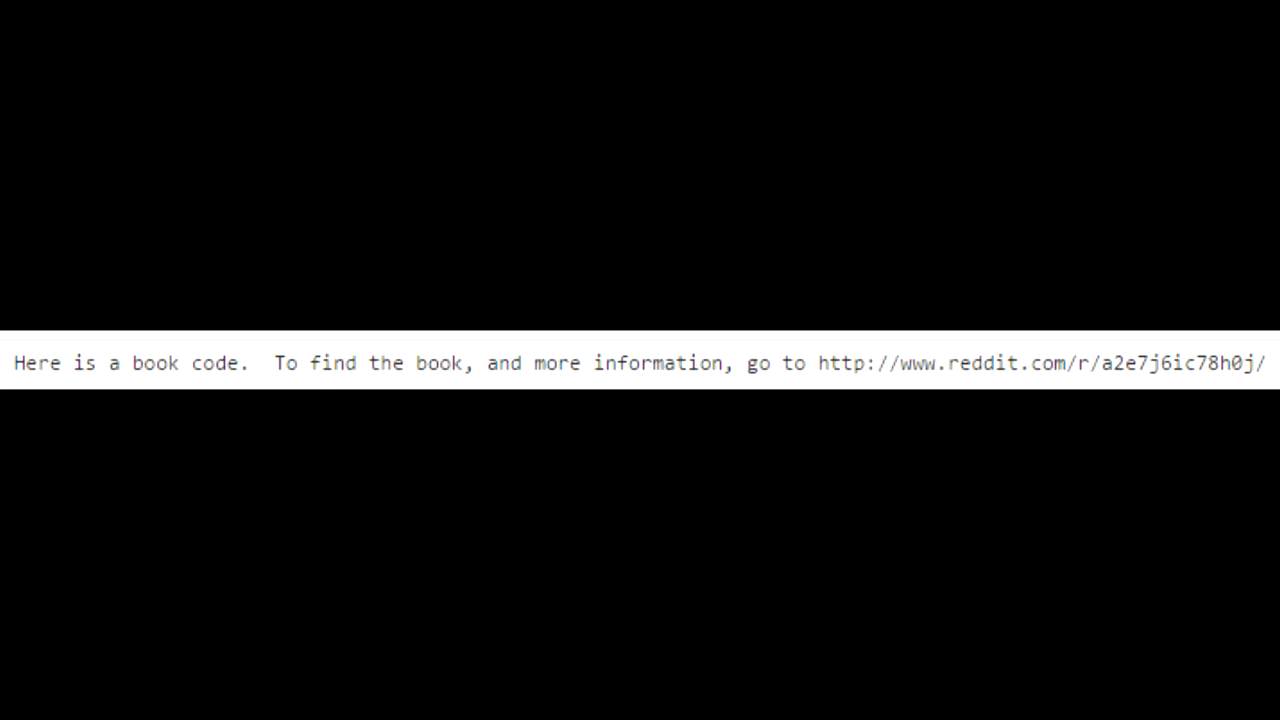 Here is a book code.  To find the book, and more information, go to http://www.reddit.com/r/a2e7j6ic78h0j/